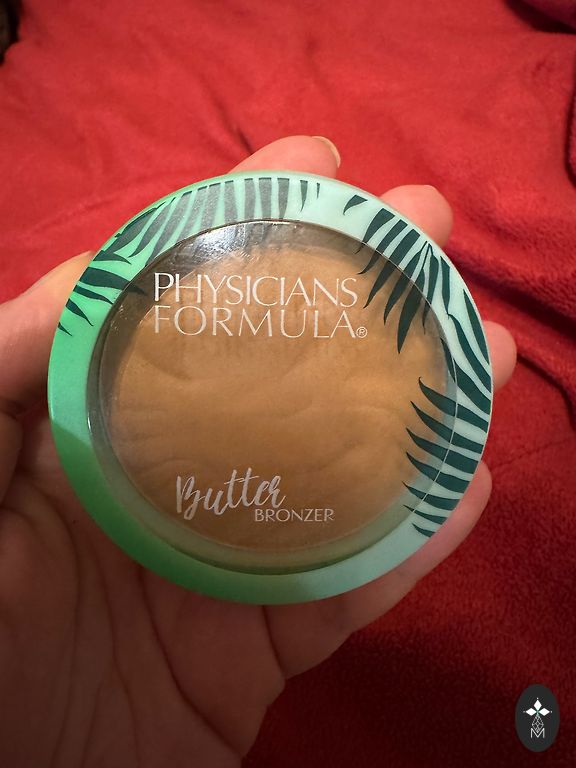 PHYSICIANS
FORMULA®
Butter
BRONZER
M